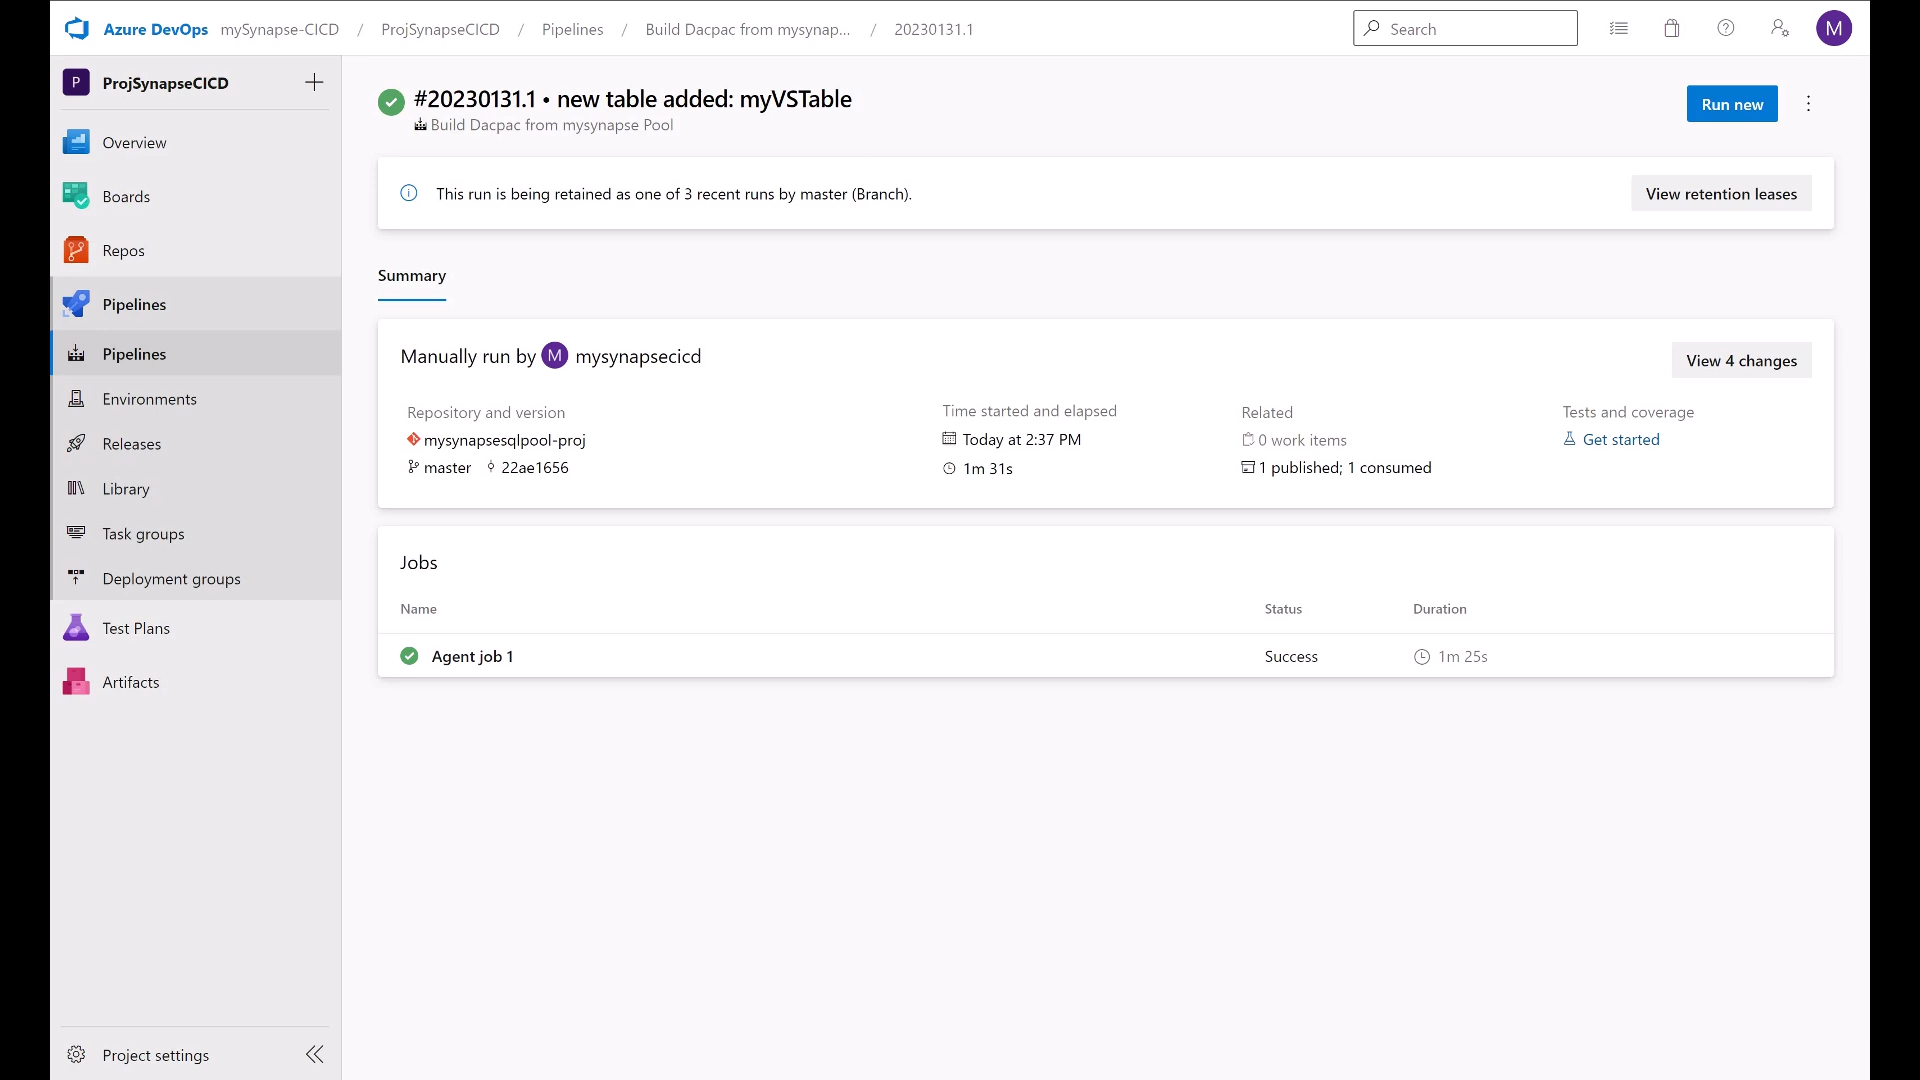 Azure DevOps mySynapse-CICD / ProjSynapseCICD / Pipelines / Build Dacpac from mysynap... / 20230131.1
Search
M
P ProjSynapseCICD
Overview
Boards
Repos
Pipelines
Pipelines
Environments
Releases
Library
Task groups
Deployment groups
Test Plans
Artifacts
Project settings
#20230131.1 • new table added: myVSTable
Build Dacpac from mysynapse Pool
Run new
This run is being retained as one of 3 recent runs by master (Branch).
View retention leases
Summary
Manually run by M mysynapsecicd
View 4 changes
Repository and version
mysynapsesqlpool-proj
master 22ae1656
Time started and elapsed
Today at 2:37 PM
1m 31s
Related
0 work items
1 published; 1 consumed
Tests and coverage
Get started
Jobs
Name Status Duration
Agent job 1 Success 1m 25s